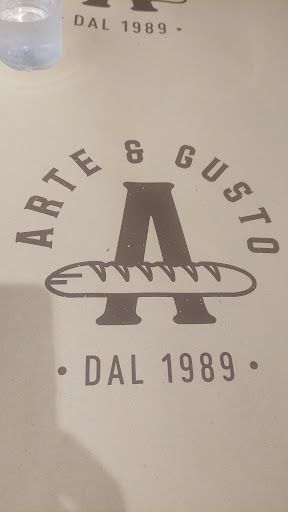 • DAL 1989 •
ARTE & GUSTO
A
• DAL 1989 •